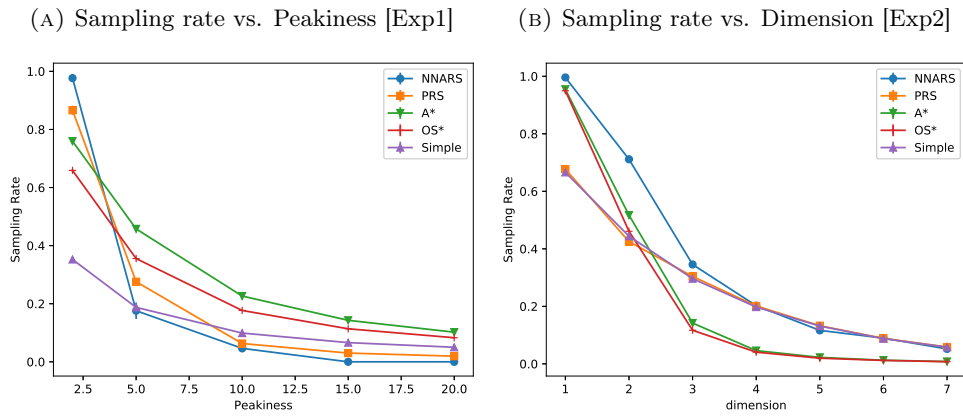 (A) Sampling rate vs. Peakiness [Exp1]
1.0
0.8
0.6
0.4
0.2
0.0
Sampling Rate
NNARS
PRS
A*
OS*
Simple
2.5 5.0 7.5 10.0 12.5 15.0 17.5 20.0
Peakiness
(B) Sampling rate vs. Dimension [Exp2]
1.0
0.8
0.6
0.4
0.2
0.0
Sampling Rate
NNARS
PRS
A*
OS*
Simple
1 2 3 4 5 6 7
dimension